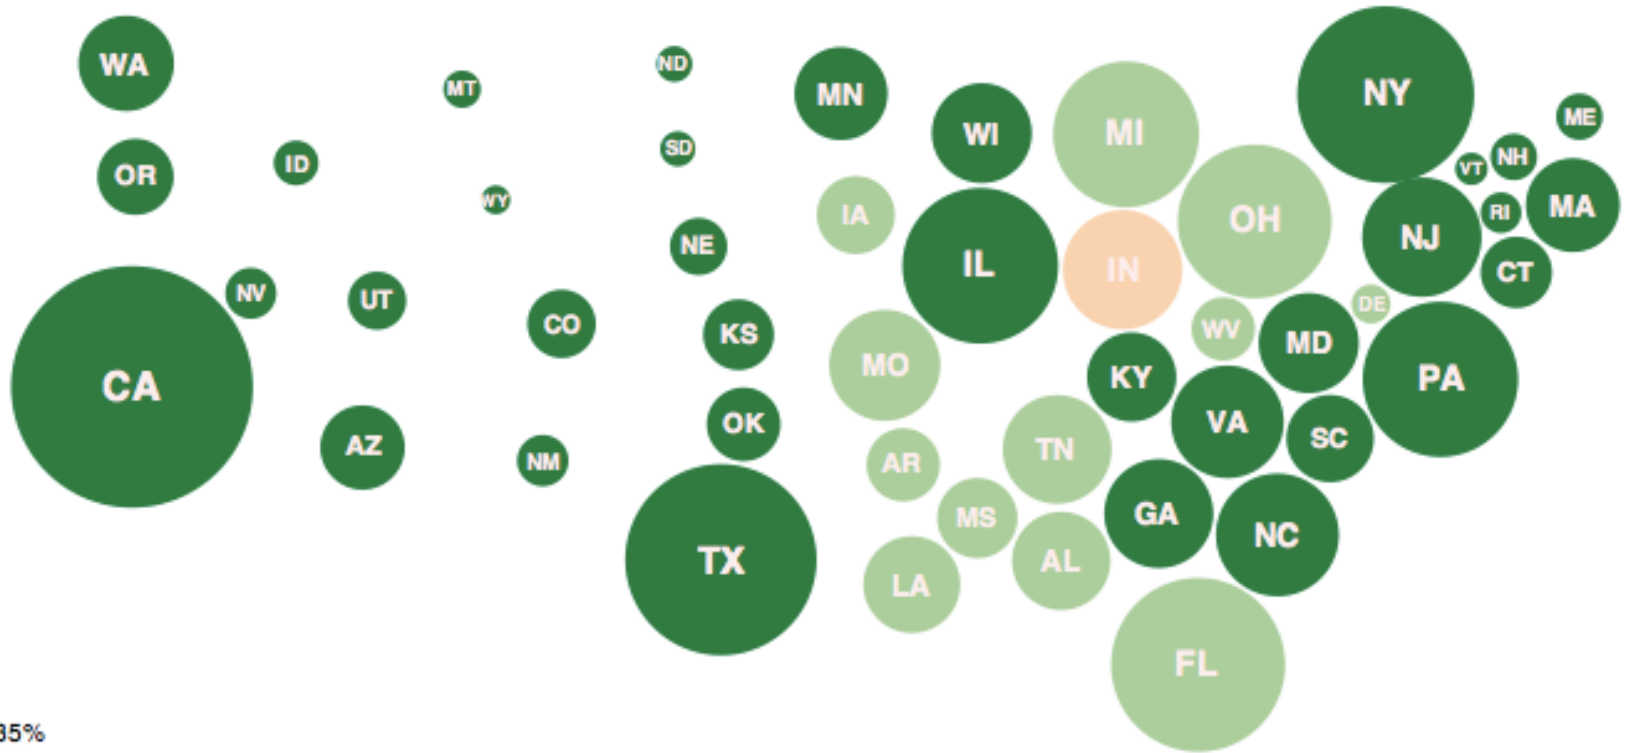 WA
MT
ND
MN
WI
MI
NY
ME
OR
ID
WY
SD
IA
IL
OH
VT
NH
RI
MA
NJ
CT
NE
IN
CA
NV
UT
CO
KS
MO
WV
DE
MD
KY
PA
AZ
NM
OK
AR
TN
VA
SC
TX
MS
GA
NC
LA
AL
FL
35%